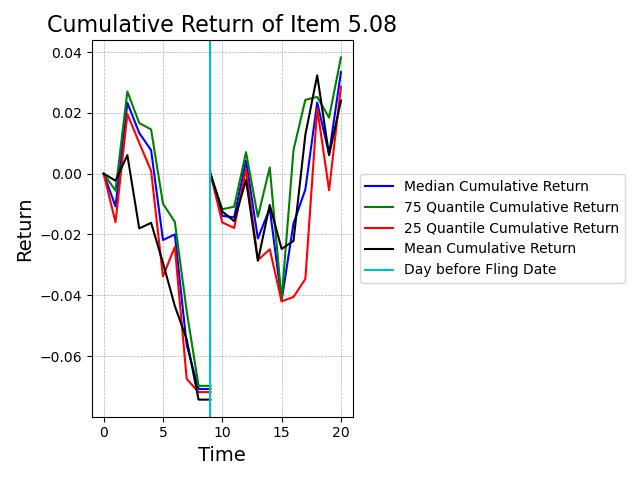 Cumulative Return of Item 5.08
Return
0.04
0.02
0.00
−0.02
−0.04
−0.06
0 5 10 15 20
Time
Median Cumulative Return
75 Quantile Cumulative Return
25 Quantile Cumulative Return
Mean Cumulative Return
Day before Fling Date